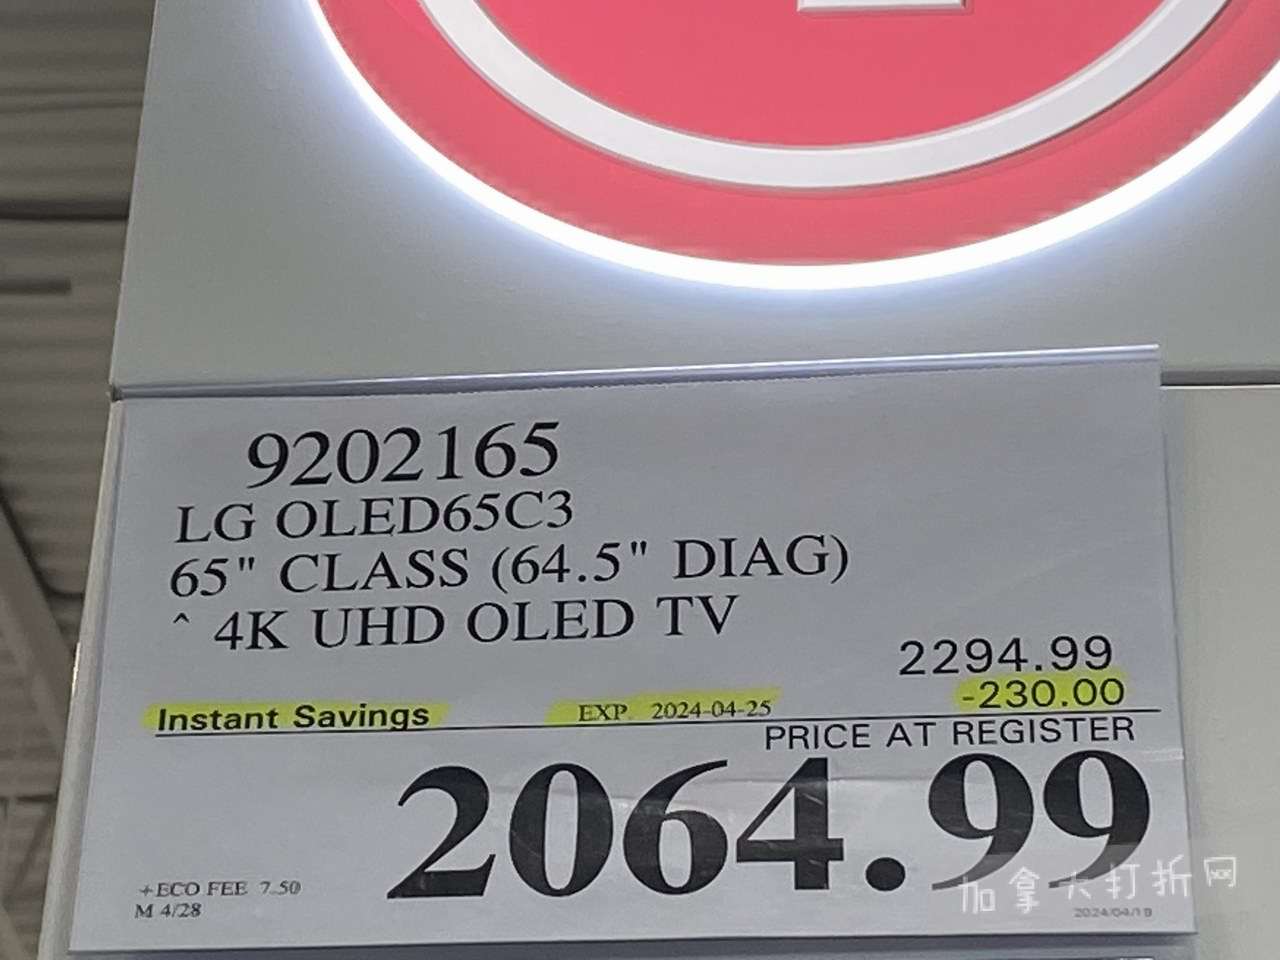 9202165
LG OLED65C3
65" CLASS (64.5" DIAG)
^ 4K UHD OLED TV
2294.99
Instant Savings EXP. 2024-04-25 -230.00
PRICE AT REGISTER
2064.99
+ECO FEE 7.50
M 4/28
加拿大打折网
2024/04/19